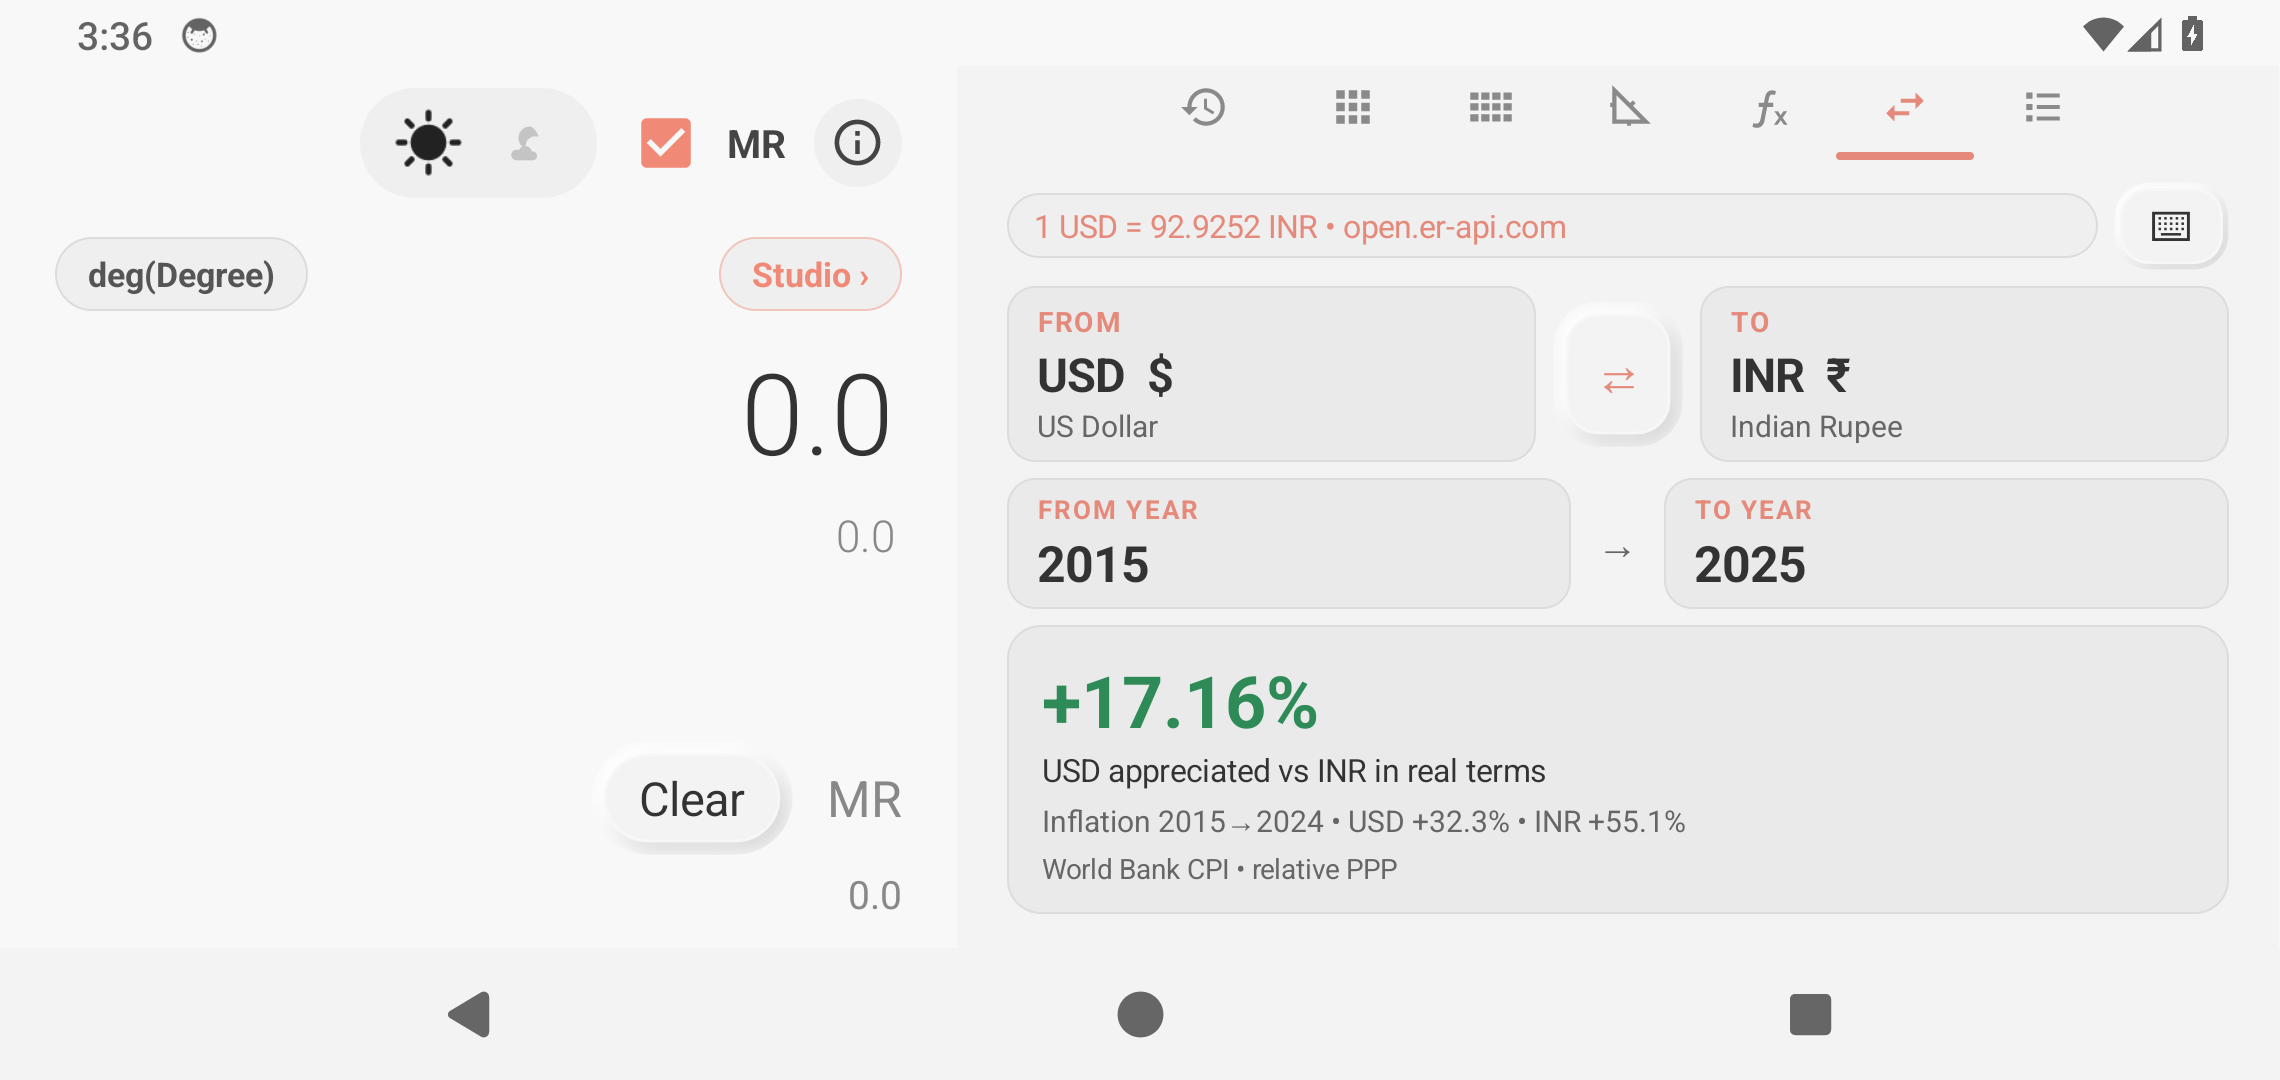 3:36
MR
deg(Degree)
Studio ›
0.0
0.0
Clear
MR
0.0
fx
1 USD = 92.9252 INR • open.er-api.com
FROM
USD $
US Dollar
⇄
TO
INR ₹
Indian Rupee
FROM YEAR
2015
→
TO YEAR
2025
+17.16%
USD appreciated vs INR in real terms
Inflation 2015→2024 • USD +32.3% • INR +55.1%
World Bank CPI • relative PPP